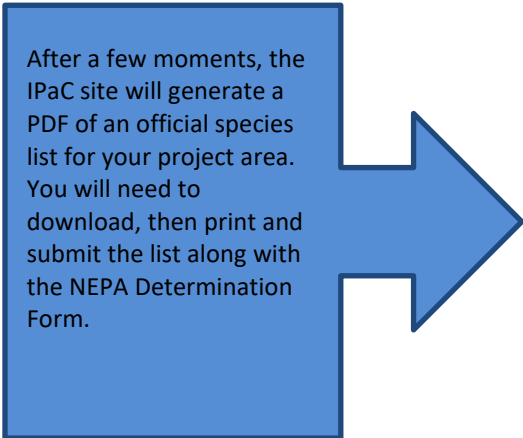 After a few moments, the
IPaC site will generate a
PDF of an official species
list for your project area.
You will need to
download, then print and
submit the list along with
the NEPA Determination
Form.